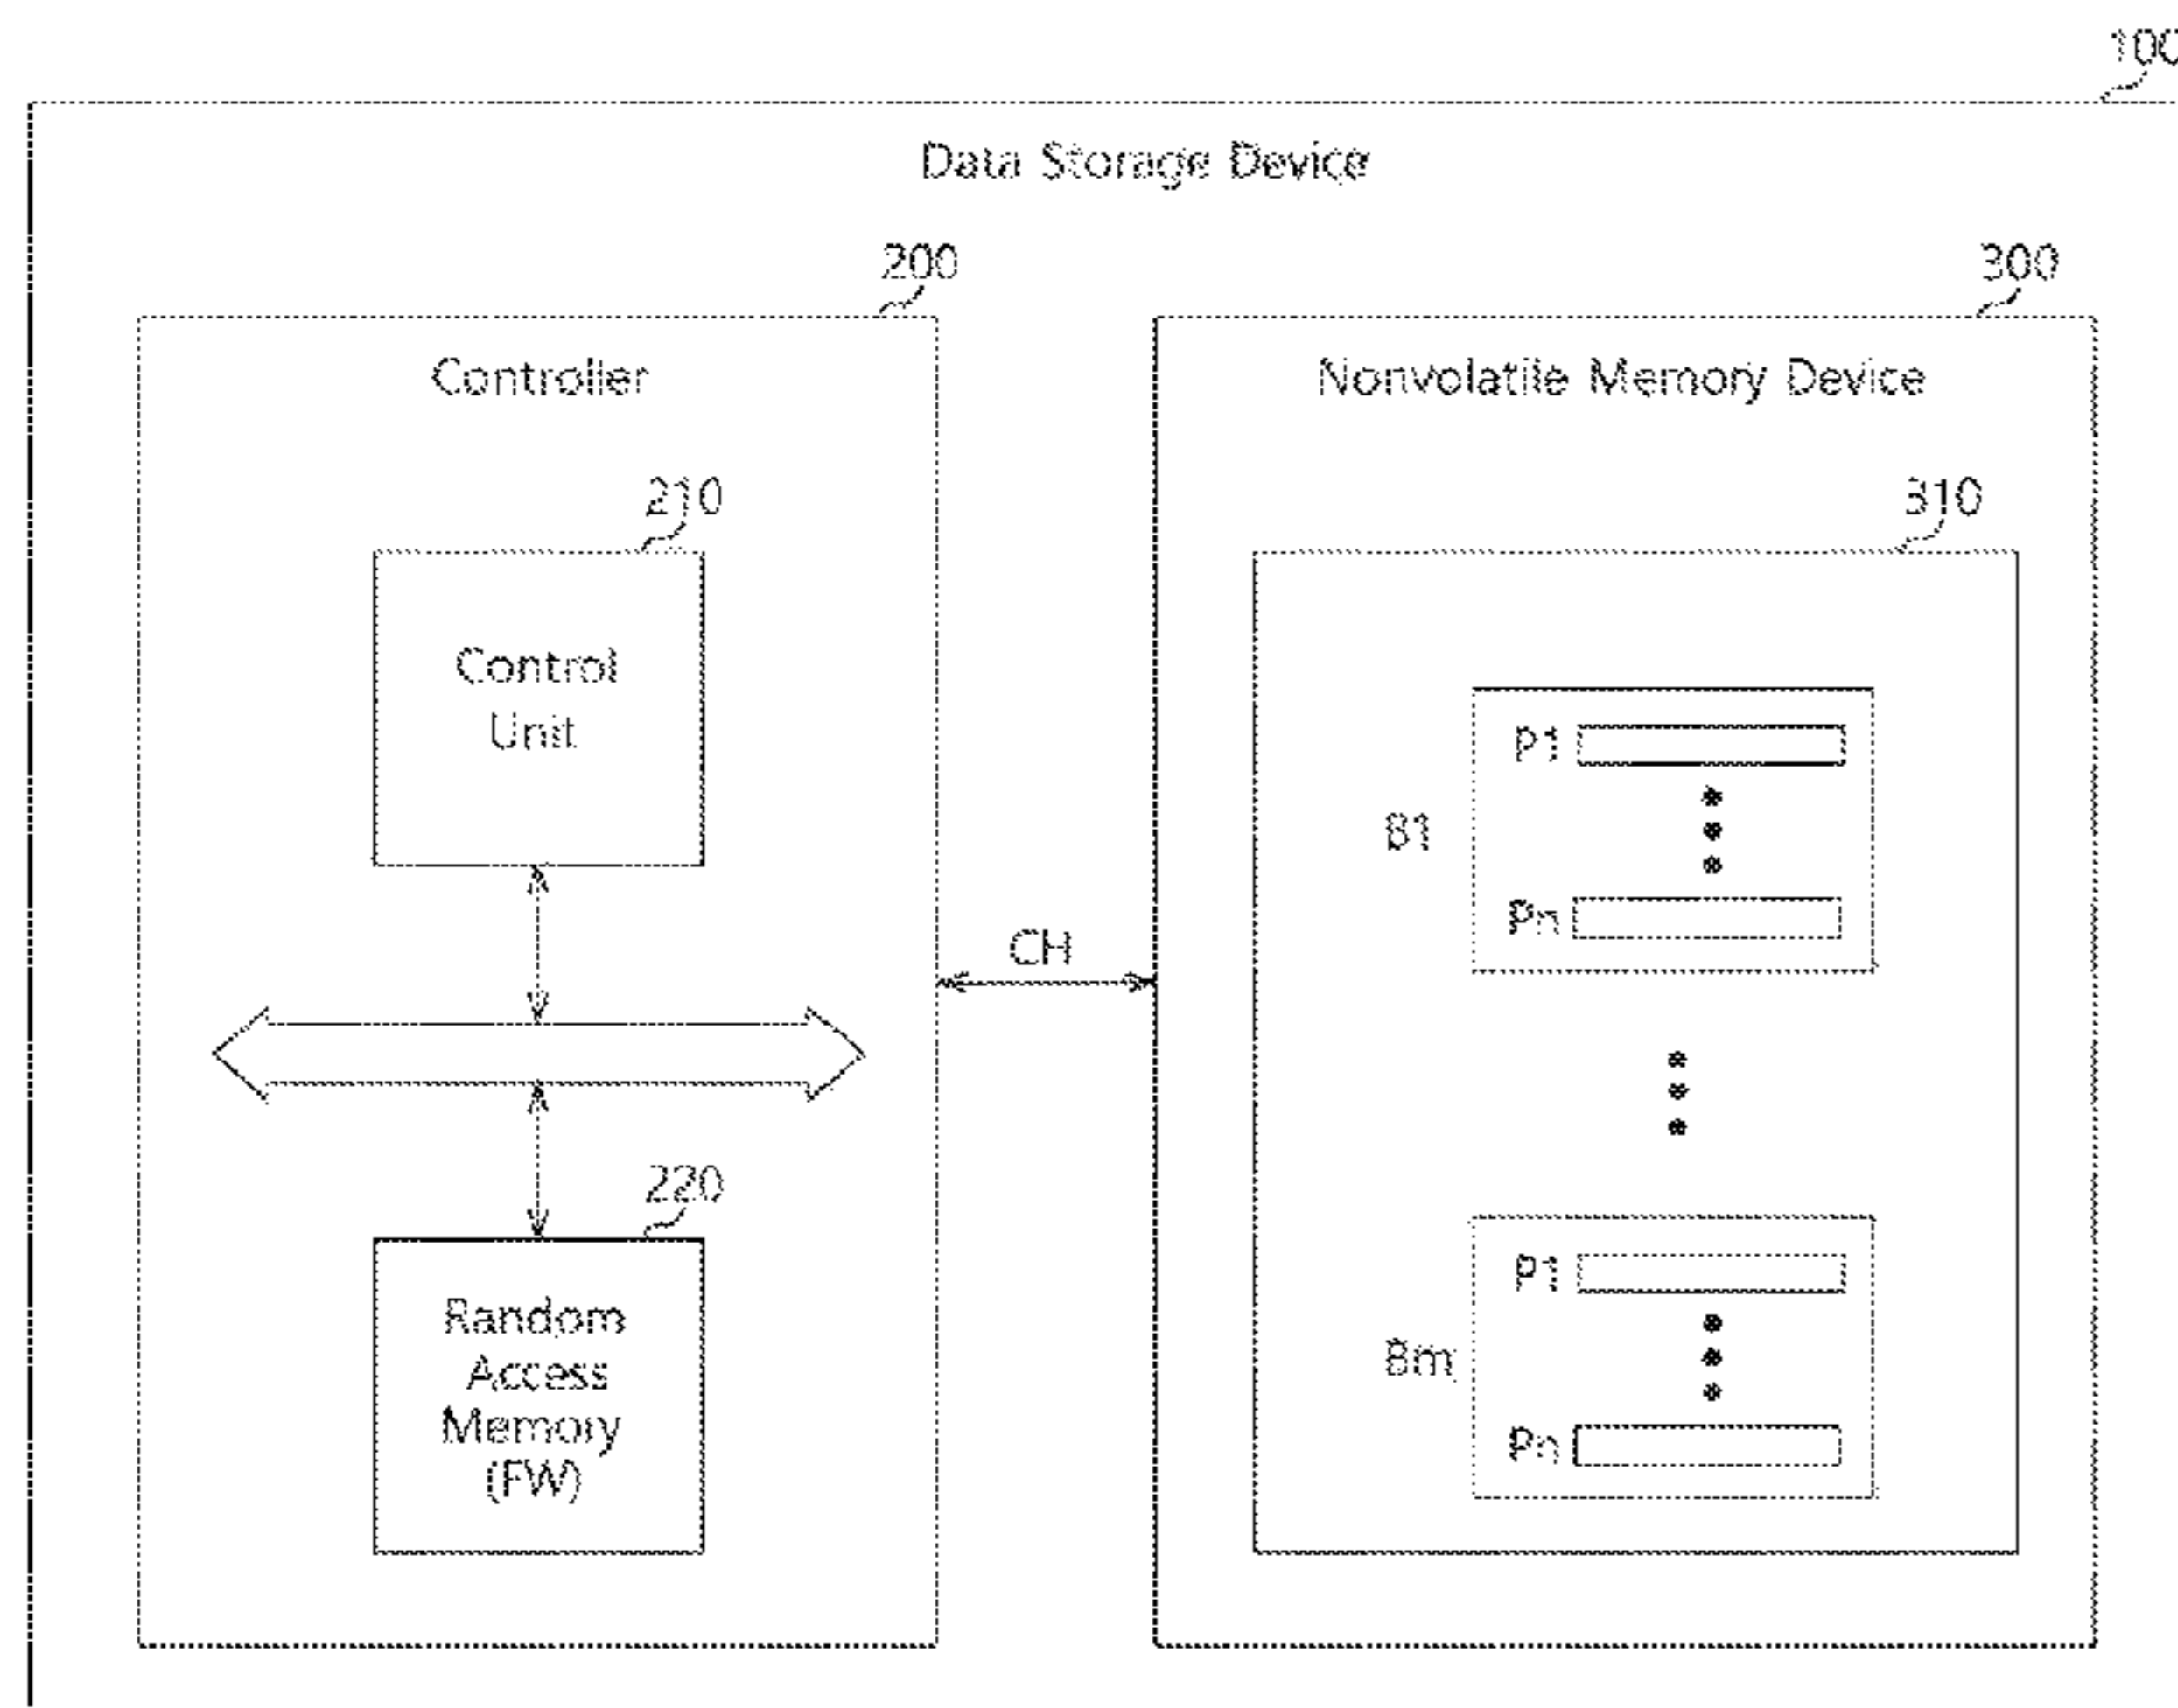 100
Data Storage Device
200
300
Controller
Nonvolatile Memory Device
210
310
Control
Unit
P1
B1
Pn
CH
220
P1
Random
Access
Memory
(FW)
Bm
Pn